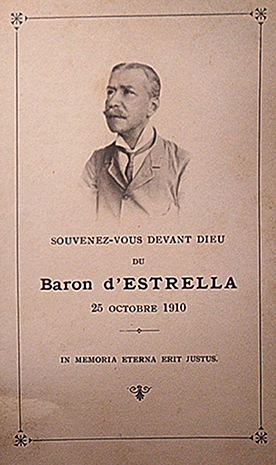 SOUVENEZ-VOUS DEVANT DIEU
DU
Baron d'ESTRELLA
25 OCTOBRE 1910
IN MEMORIA ETERNA ERIT JUSTUS.